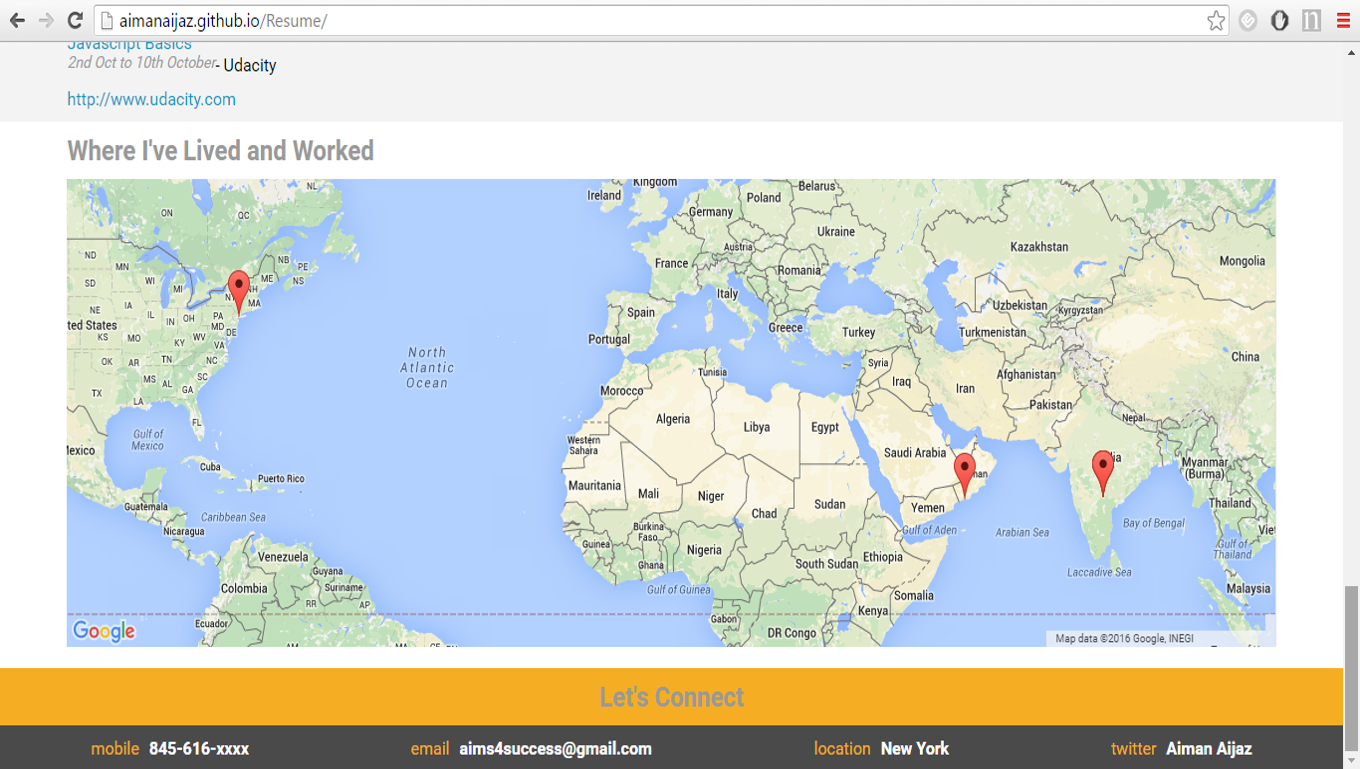 aimanaijaz.github.io/Resume/
Javascript Basics
2nd Oct to 10th October- Udacity
http://www.udacity.com
Where I've Lived and Worked
NL
Kingdom
Belarus
Ireland
Poland
ON
QC
Germany
Ukraine
Austria
Kazakhstan
ND
MN
NB
PE
France
Romania
Mongolia
SD
WI
MI
ME
NS
NH
MA
Italy
NE
IA
PA
Spain
Uzbekistan
Kyrgyzstan
ted States
IL
IN
OH
MD
DE
Portugal
Greece
Turkey
Turkmenistan
KS
MO
KY
WV
VA
North
Atlantic
Ocean
China
OK
AR
TN
NC
Syria
Tunisia
Iraq
Iran
Afghanistan
MS
AL
SC
GA
TX
LA
Morocco
Pakistan
FL
Algeria
Libya
Egypt
Nepal
Gulf of
Mexico
Western
Sahara
Saudi Arabia
exico
Cuba
Puerto Rico
Mauritania
Mali
Niger
Chad
Sudan
Yemen
Myanmar
(Burma)
Guatemala
Caribbean Sea
Thailand
Nicaragua
Burkina
Faso
Gulf of Aden
Arabian Sea
Bay of Bengal
Guinea
Nigeria
Ethiopia
Venezuela
Ghana
South Sudan
Gulf of
Thailand
Guyana
Laccadive Sea
Colombia
Suriname
Gulf of Guinea
Somalia
Malaysia
RR
AP
Ecuador
Gabon
Kenya
DR Congo
Google
Map data ©2016 Google, INEGI
AM
PA
MA
Let's Connect
mobile 845-616-xxxx email aims4success@gmail.com location New York twitter Aiman Aijaz